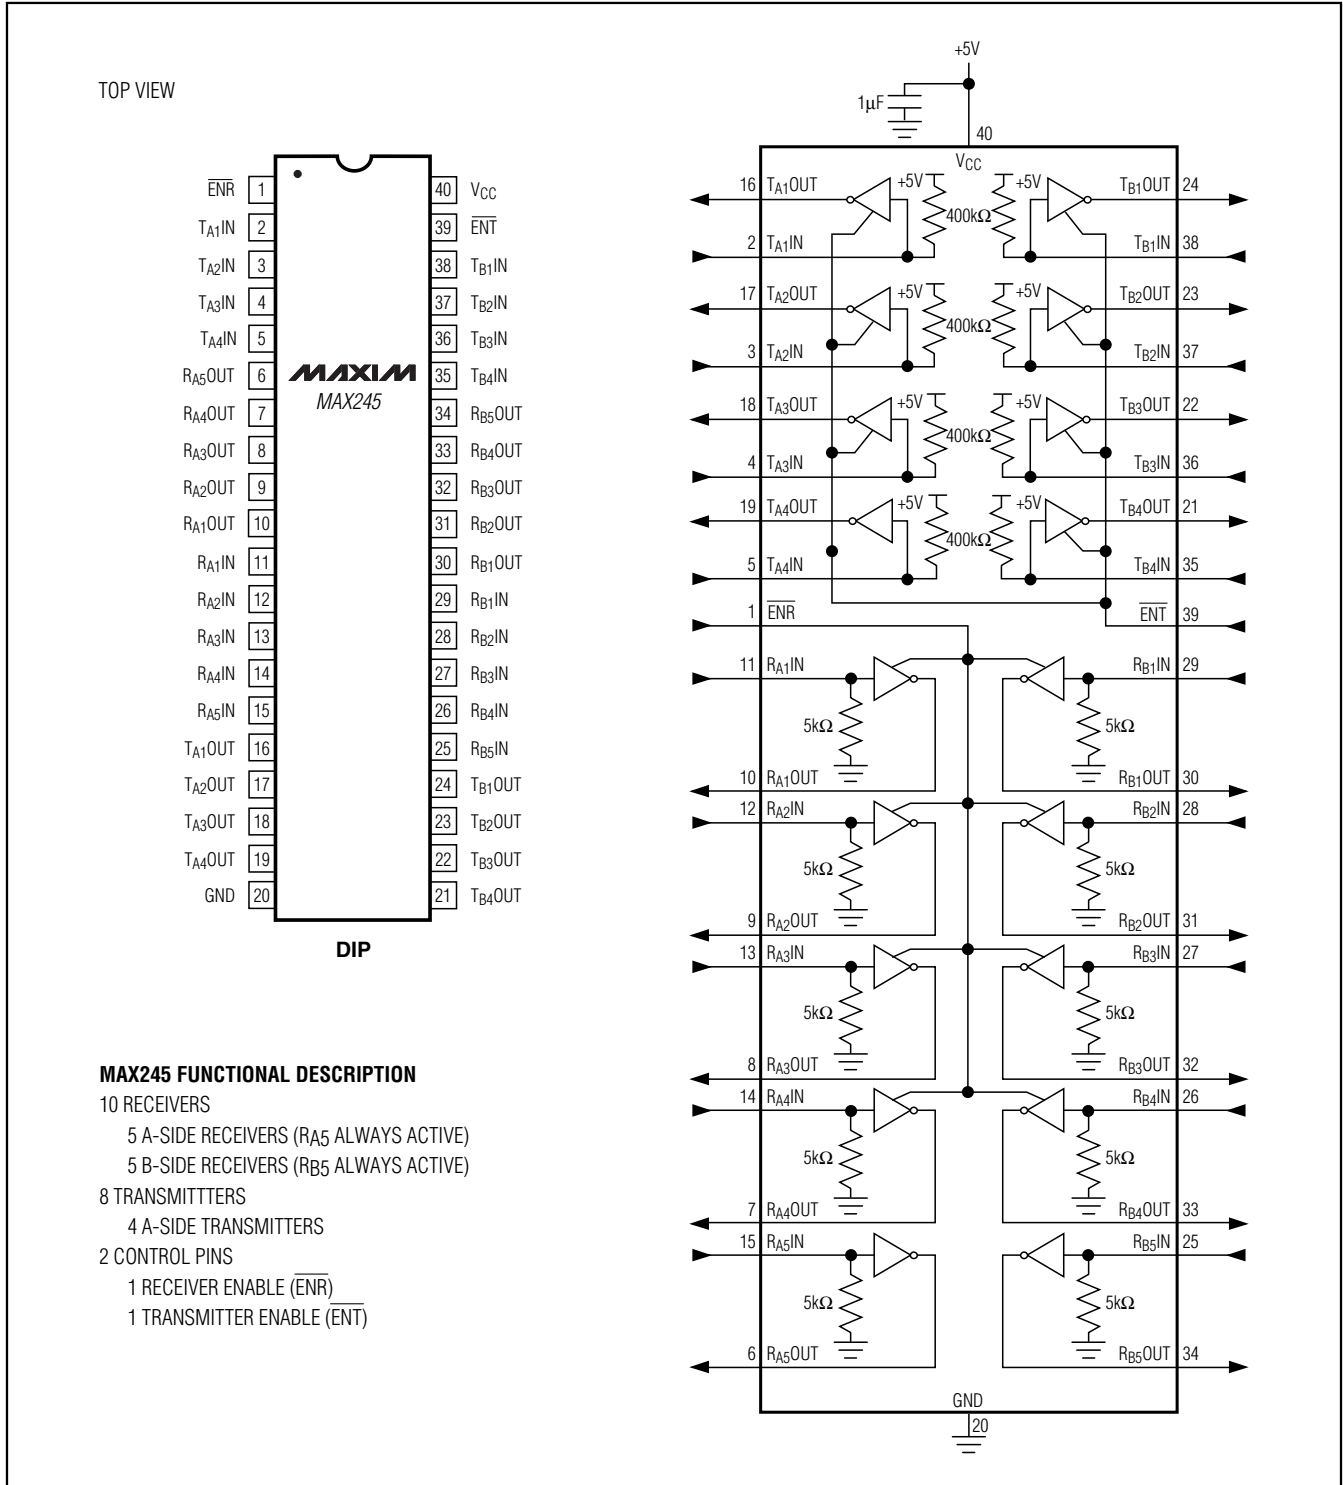 TOP VIEW
ENR 1
TA1IN 2
TA2IN 3
TA3IN 4
TA4IN 5
RA5OUT 6
RA4OUT 7
RA3OUT 8
RA2OUT 9
RA1OUT 10
RA1IN 11
RA2IN 12
RA3IN 13
RA4IN 14
RA5IN 15
TA1OUT 16
TA2OUT 17
TA3OUT 18
TA4OUT 19
GND 20
MAXIM
MAX245
40 VCC
39 ENT
38 TB1IN
37 TB2IN
36 TB3IN
35 TB4IN
34 RB5OUT
33 RB4OUT
32 RB3OUT
31 RB2OUT
30 RB1OUT
29 RB1IN
28 RB2IN
27 RB3IN
26 RB4IN
25 RB5IN
24 TB1OUT
23 TB2OUT
22 TB3OUT
21 TB4OUT
DIP
MAX245 FUNCTIONAL DESCRIPTION
10 RECEIVERS
5 A-SIDE RECEIVERS (RA5 ALWAYS ACTIVE)
5 B-SIDE RECEIVERS (RB5 ALWAYS ACTIVE)
8 TRANSMITTTERS
4 A-SIDE TRANSMITTERS
2 CONTROL PINS
1 RECEIVER ENABLE (ENR)
1 TRANSMITTER ENABLE (ENT)
+5V
1µF
40
VCC
16 TA1OUT +5V +5V TB1OUT 24
400kΩ
2 TA1IN TB1IN 38
17 TA2OUT +5V +5V TB2OUT 23
400kΩ
3 TA2IN TB2IN 37
18 TA3OUT +5V +5V TB3OUT 22
400kΩ
4 TA3IN TB3IN 36
19 TA4OUT +5V +5V TB4OUT 21
400kΩ
5 TA4IN TB4IN 35
1 ENR ENT 39
11 RA1IN RB1IN 29
5kΩ 5kΩ
10 RA1OUT RB1OUT 30
12 RA2IN RB2IN 28
5kΩ 5kΩ
9 RA2OUT RB2OUT 31
13 RA3IN RB3IN 27
5kΩ 5kΩ
8 RA3OUT RB3OUT 32
14 RA4IN RB4IN 26
5kΩ 5kΩ
7 RA4OUT RB4OUT 33
15 RA5IN RB5IN 25
5kΩ 5kΩ
6 RA5OUT RB5OUT 34
GND
20